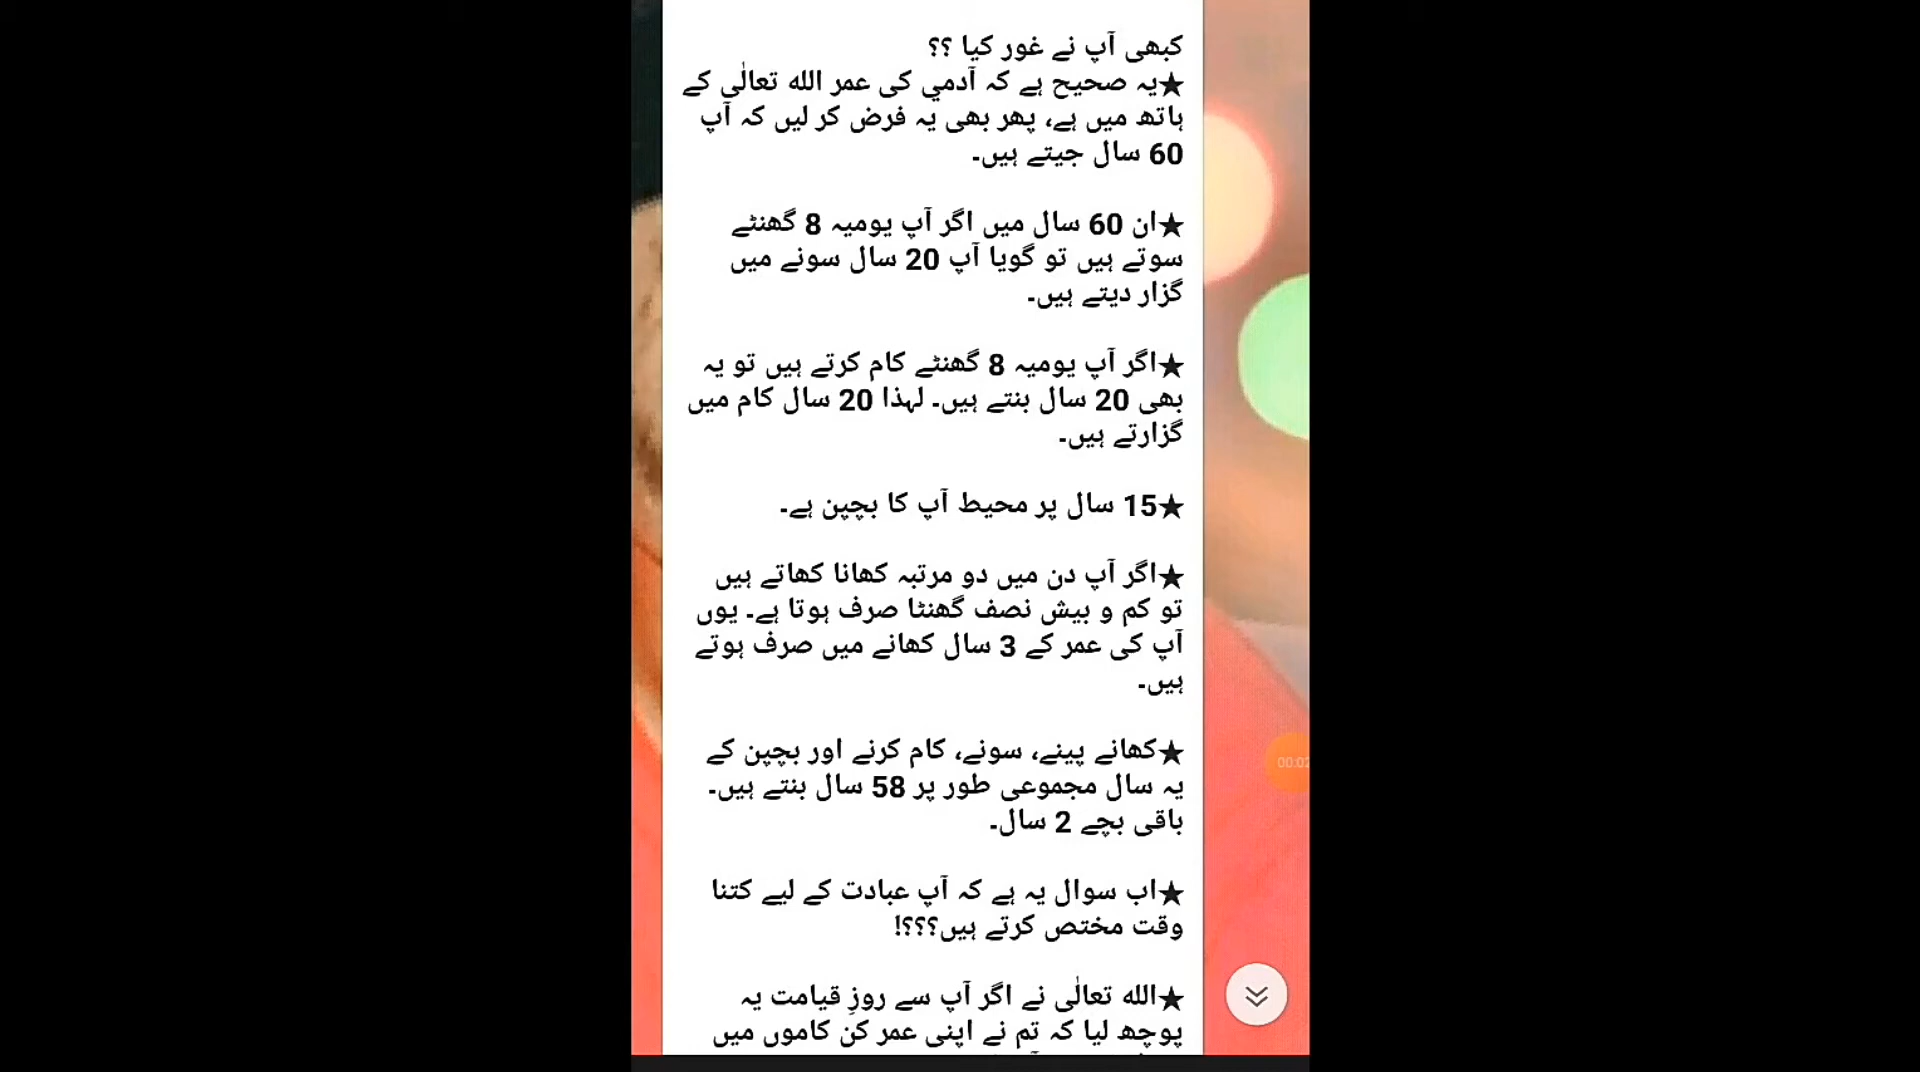 کبھی آپ نے غور کیا ؟؟
★یہ صحیح ہے کہ آدمي کی عمر اللہ تعالٰی کے
ہاتھ میں ہے، پھر بھی یہ فرض کر لیں کہ آپ
60 سال جیتے ہیں۔
★ان 60 سال میں اگر آپ یومیہ 8 گھنٹے
سوتے ہیں تو گویا آپ 20 سال سونے میں
گزار دیتے ہیں۔
★اگر آپ یومیہ 8 گھنٹے کام کرتے ہیں تو یہ
بھی 20 سال بنتے ہیں۔ لہذا 20 سال کام میں
گزارتے ہیں۔
★15 سال پر محیط آپ کا بچپن ہے۔
★اگر آپ دن میں دو مرتبہ کھانا کھاتے ہیں
تو کم و بیش نصف گھنٹا صرف ہوتا ہے۔ یوں
آپ کی عمر کے 3 سال کھانے میں صرف ہوتے
ہیں۔
★کھانے پینے، سونے، کام کرنے اور بچپن کے
یہ سال مجموعی طور پر 58 سال بنتے ہیں۔
باقی بچے 2 سال۔
★اب سوال یہ ہے کہ آپ عبادت کے لیے کتنا
وقت مختص کرتے ہیں؟؟؟!
★اللہ تعالٰی نے اگر آپ سے روزِ قیامت یہ
پوچھ لیا کہ تم نے اپنی عمر کن کاموں میں
00:02